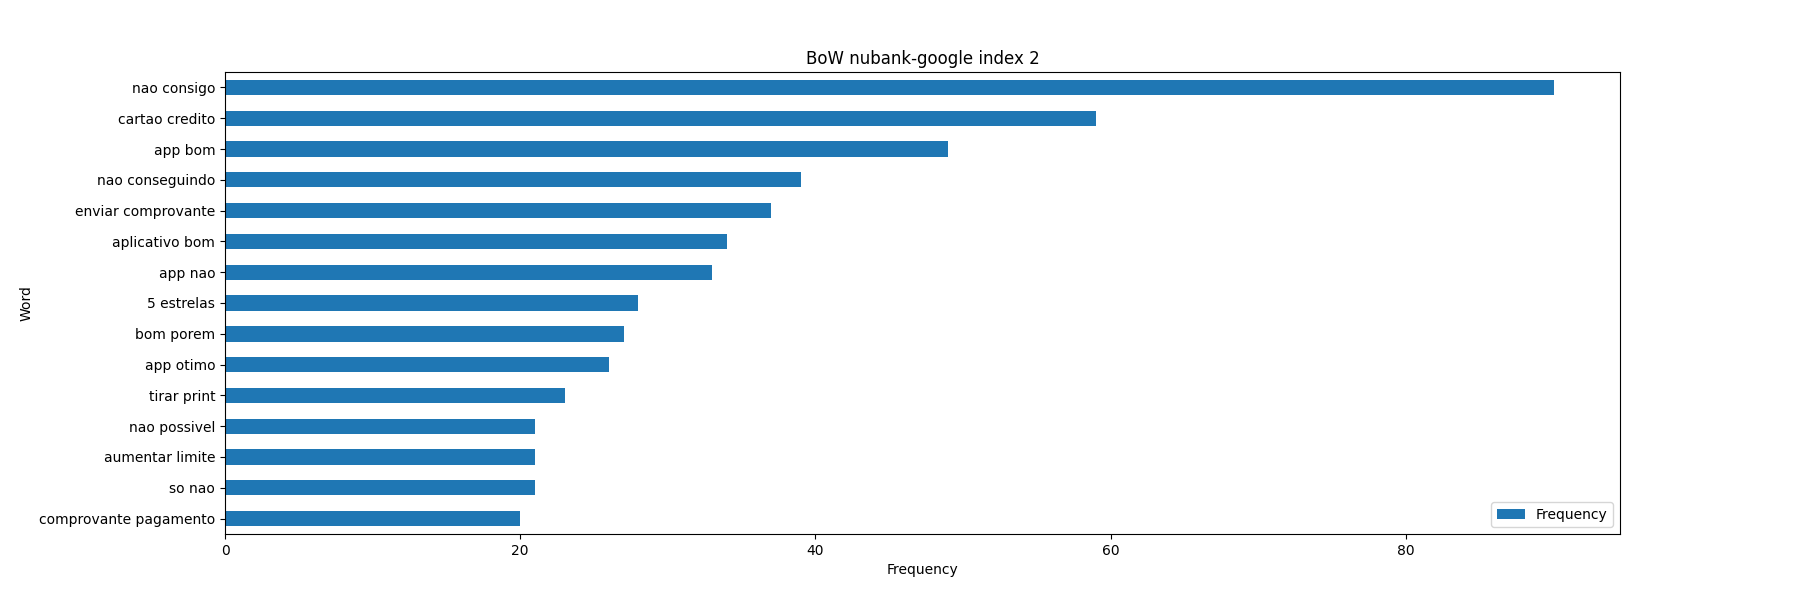 BoW nubank-google index 2
nao consigo
cartao credito
app bom
nao conseguindo
enviar comprovante
aplicativo bom
app nao
5 estrelas
bom porem
app otimo
tirar print
nao possivel
aumentar limite
so nao
comprovante pagamento
Word
Frequency
0 20 40 60 80
Frequency